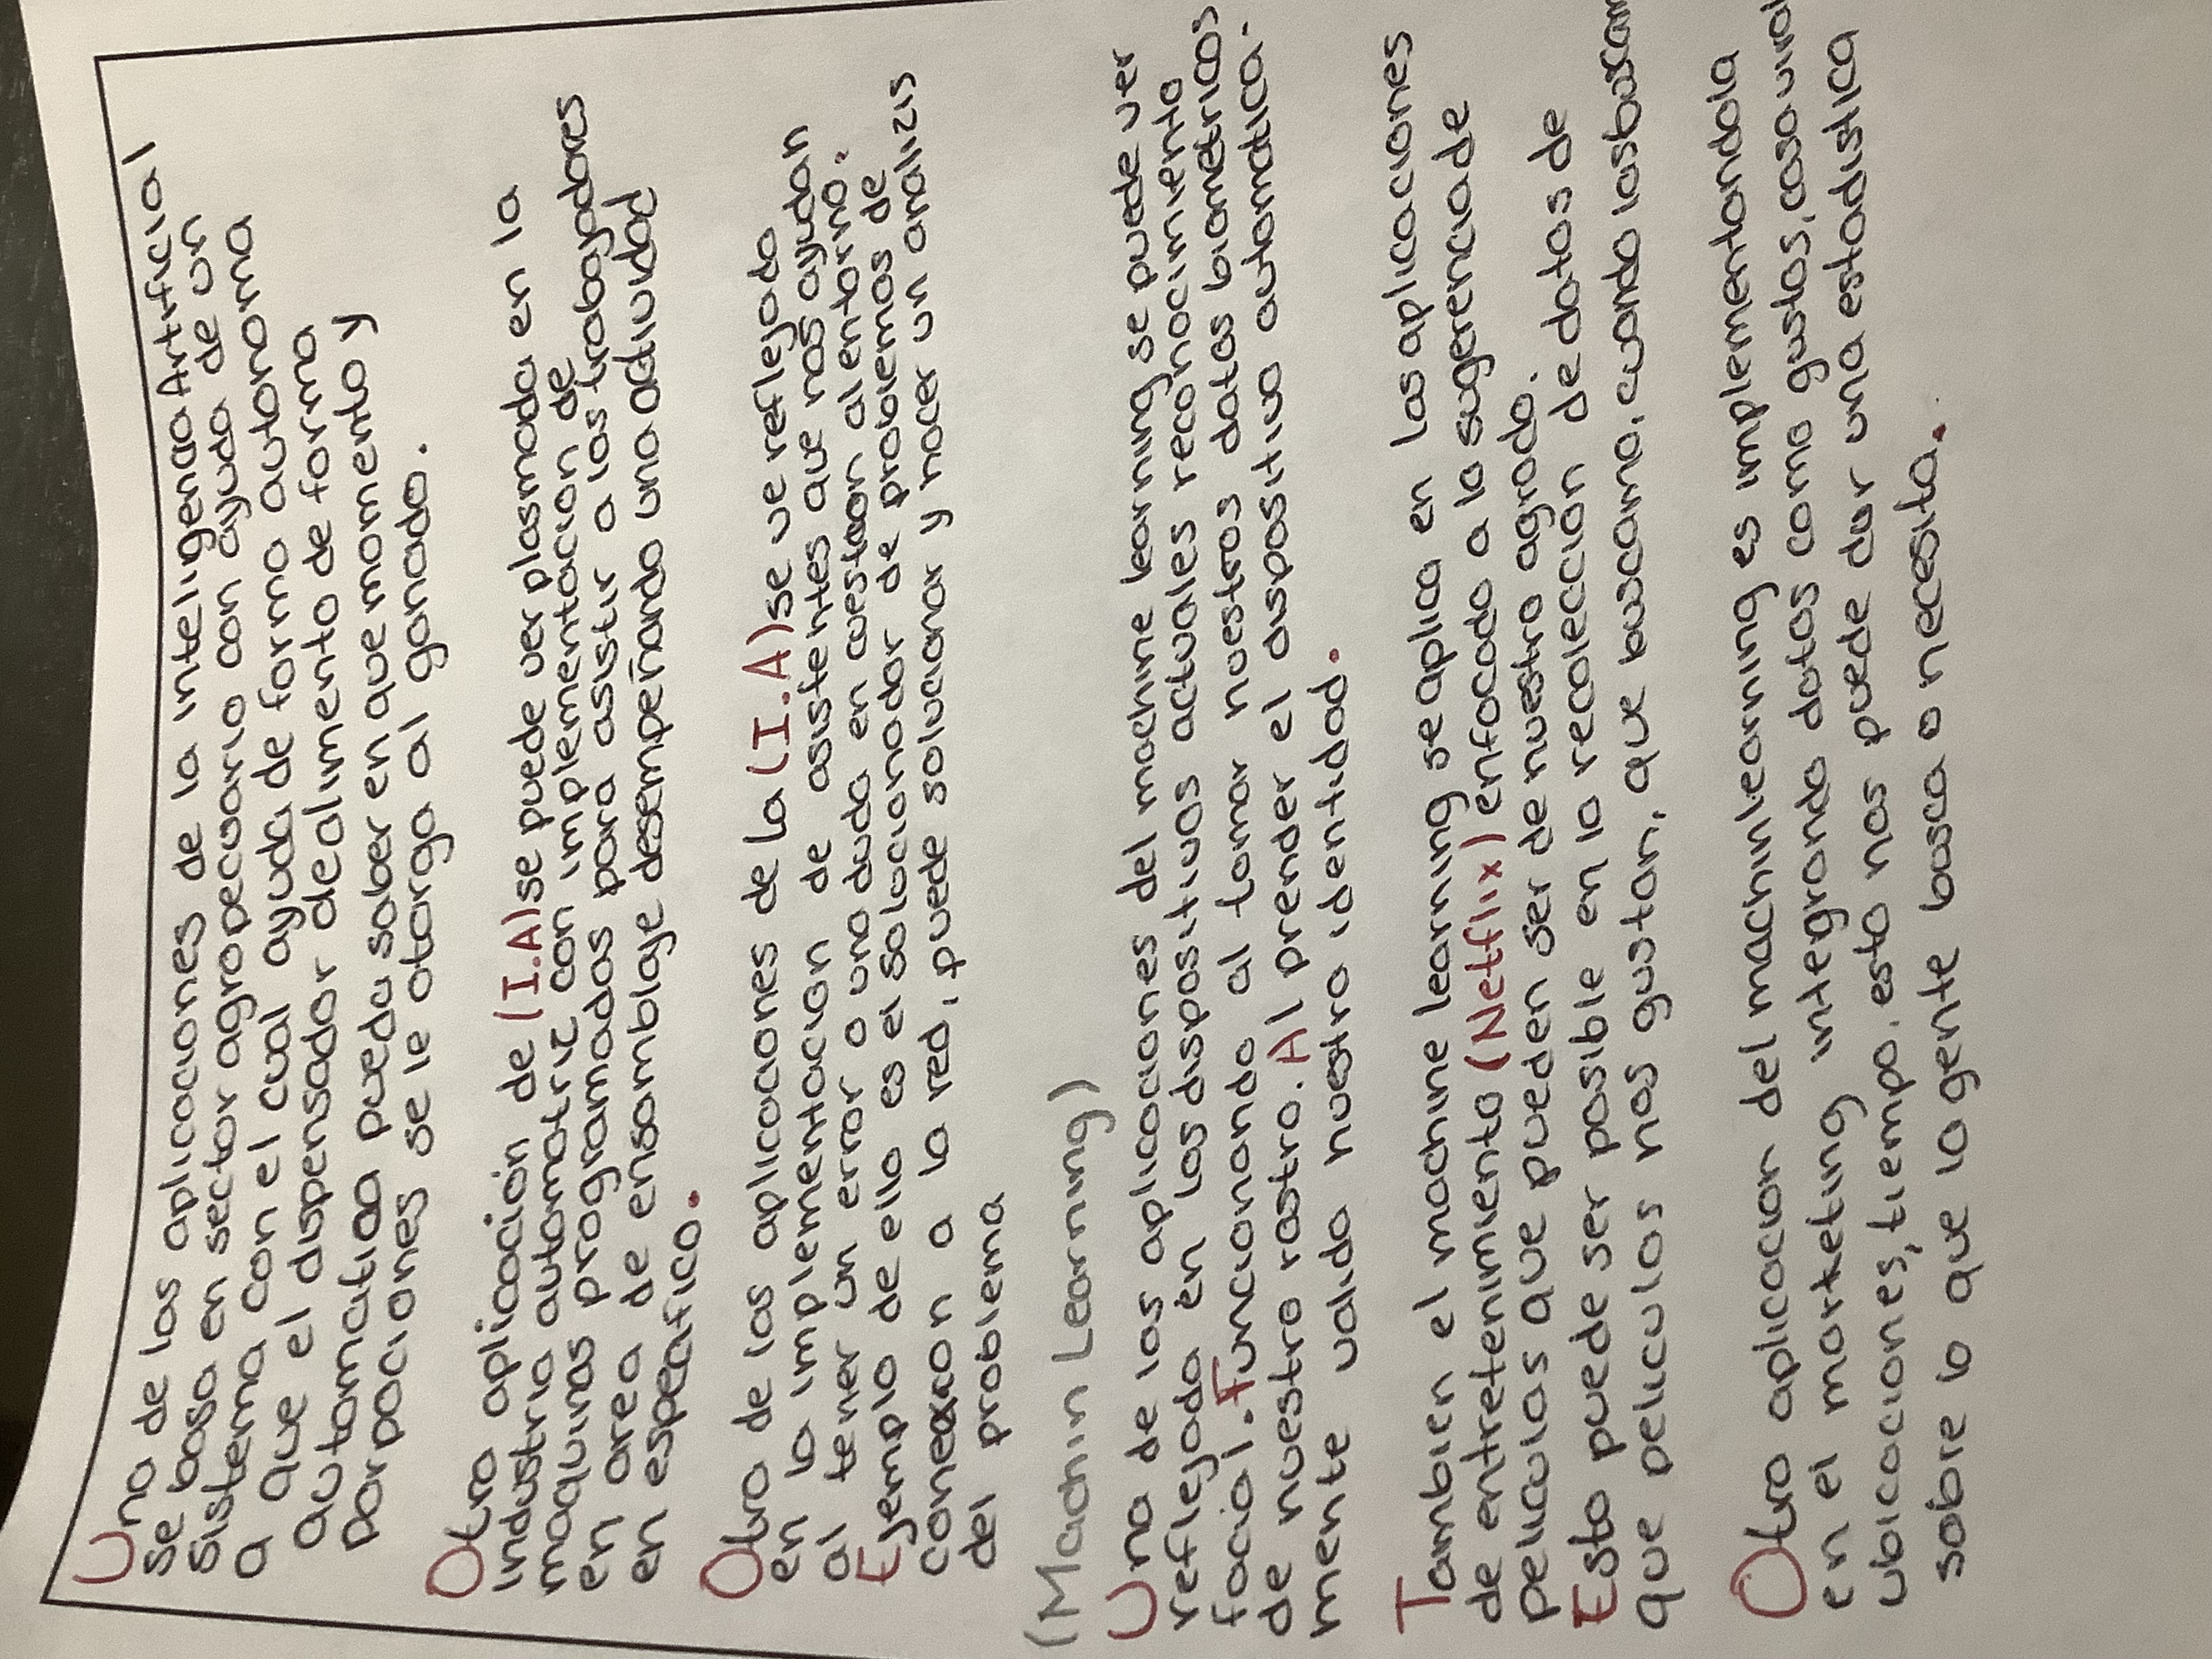 Una de las aplicaciones de la inteligencia Artificial
se basa en sector agropecuario con ayuda de un
sistema con el cual ayuda de forma autonoma
a que el dispensador de alimento de forma
automatica pueda saber en que momento y
porpociones se le otorga al ganado.
Otra aplicación de (I.A) se puede ver plasmada en la
industria automotriz con implementacion de
maquinas programadas para asistir a los trabajadores
en area de ensamblaje desempeñando una actividad
en especifico.
Otra de las aplicaciones de la (I.A) se ve reflejada
en la implementacion de asistentes que nos ayudan
al tener un error o una duda en cuestion al entorno.
Ejemplo de ello es el solucionador de problemas de
conexion a la red, puede solucionar y hacer un analizis
del problema
(Machin Learning)
Una de las aplicaciones del machine learning se puede ver
reflejada en los dispositivos actuales reconocimiento
facial. Funcionando al tomar nuestros datos biometricos
de nuestro rostro. Al prender el dispositivo automatica-
mente valida nuestra identidad.
Tambien el machine learning se aplica en las aplicaciones
de entretenimiento (Netflix) enfocado a la sugerencia de
peliculas que pueden ser de nuestro agrado.
Esto puede ser posible en la recolección de datos de
que peliculas nos gustan, que buscamo, cuando las
Otra aplicacion del machin learning es implementandola
en el marketing integrando datos como gustos, cosa viral
ubicaciones, tiempo, esto nos puede dar una estadistica
sobre lo que la gente busca o necesita.